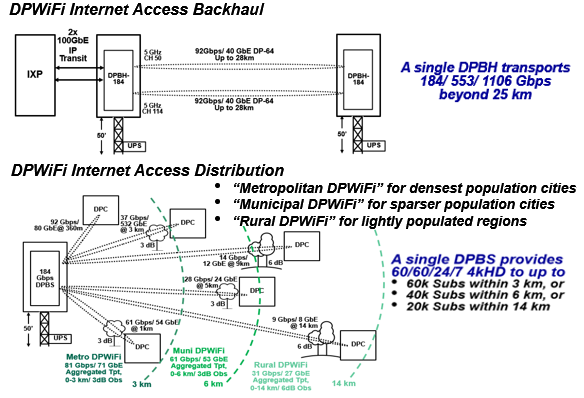 DPWiFi Internet Access Backhaul
2x
100GbE
IP
Transit
IXP
DPBH-
184
5 GHz
CH 50
92Gbps/ 40 GbE DP-64
Up to 28km
5 GHz
CH 114
92Gbps/ 40 GbE DP-64
Up to 28km
DPBH-
184
50'
UPS
50'
UPS
A single DPBH transports
184/ 553/ 1106 Gbps
beyond 25 km
DPWiFi Internet Access Distribution
• “Metropolitan DPWiFi” for densest population cities
• “Municipal DPWiFi” for sparser population cities
• “Rural DPWiFi” for lightly populated regions
DPC
92 Gbps/
80 GbE @ 360m
37 Gbps/
532 GbE
@ 3 km
3 dB
DPC
14 Gbps/
12 GbE @ 9km
6 dB
DPC
184
Gbps
DPBS
28 Gbps/ 24 GbE
@ 5km
3 dB
DPC
61 Gbps/ 54 GbE
@ 1km
3 dB
DPC
9 Gbps/ 8 GbE
@ 14 km
6 dB
DPC
50'
UPS
Metro DPWiFi
81 Gbps/ 71 GbE
Aggregated Tpt,
0-3 km/ 3dB Obs
3 km
Muni DPWiFi
61 Gbps/ 53 GbE
Aggregated Tpt,
0-6 km/ 3dB Obs
6 km
Rural DPWiFi
31 Gbps/ 27 GbE
Aggregated Tpt,
0-14 km/ 6dB Obs
14 km
A single DPBS provides
60/60/24/7 4kHD to up to
• 60k Subs within 3 km, or
• 40k Subs within 6 km, or
• 20k Subs within 14 km